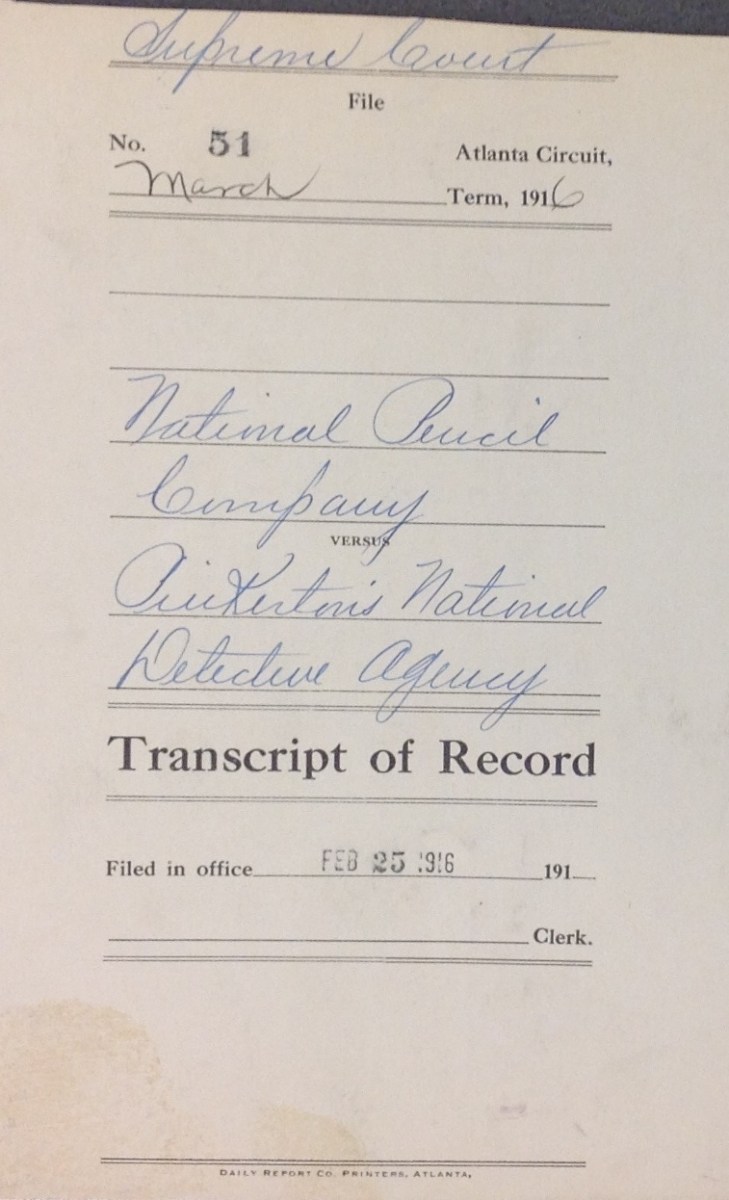 Supreme Court
File
No. 51
Atlanta Circuit,
March Term, 1916
National Pencil
Company
VERSUS
Pinkerton's National
Detective Agency
Transcript of Record
Filed in office FEB 25 1916 191
Clerk.
DAILY REPORT CO. PRINTERS, ATLANTA,